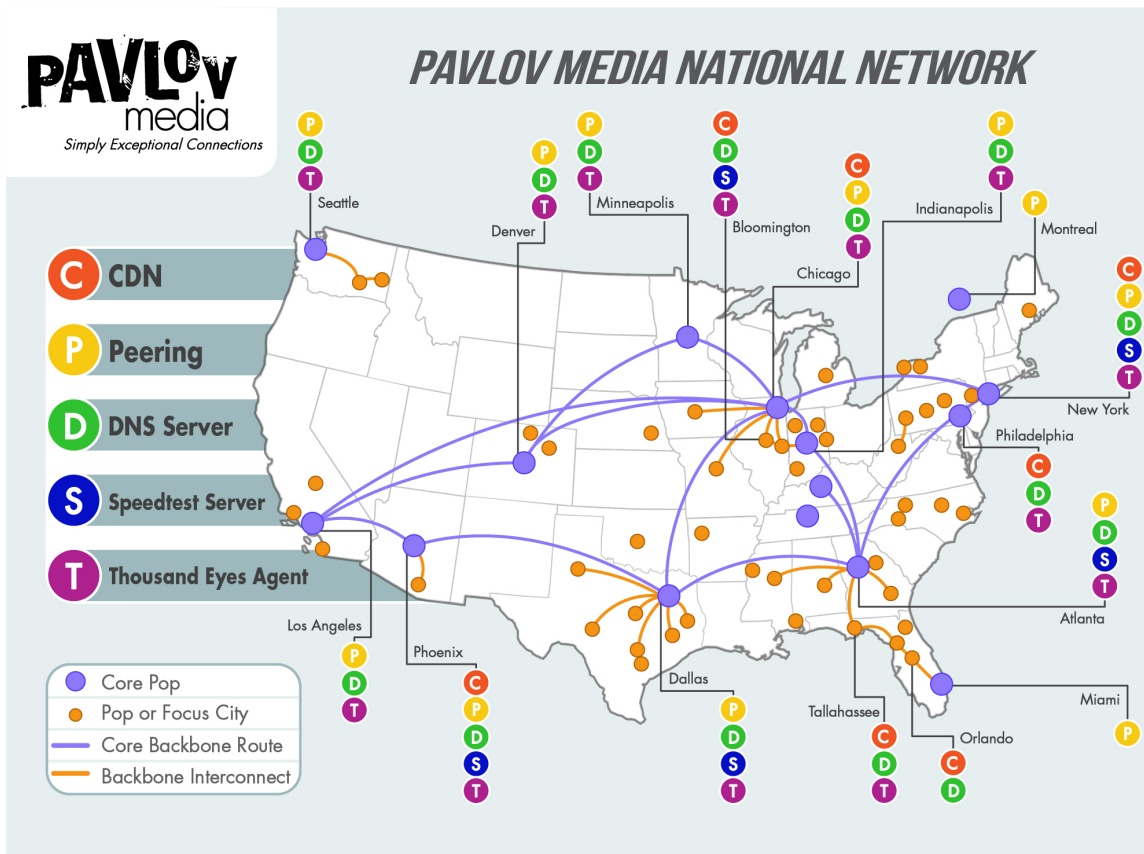 PAVLOV
media
Simply Exceptional Connections
PAVLOV MEDIA NATIONAL NETWORK
P
D
T
Seattle
P
D
T
Denver
P
D
T
Minneapolis
C
D
S
T
Bloomington
C
P
D
T
Chicago
P
D
T
Indianapolis
P
Montreal
C
P
D
S
T
New York
Philadelphia
C
D
T
C CDN
P Peering
D DNS Server
S Speedtest Server
T Thousand Eyes Agent
P
D
S
T
Atlanta
Los Angeles
P
D
T
Phoenix
C
P
D
S
T
Dallas
P
D
S
T
Tallahassee
C
D
T
Orlando
C
D
Miami
P
Core Pop
Pop or Focus City
Core Backbone Route
Backbone Interconnect